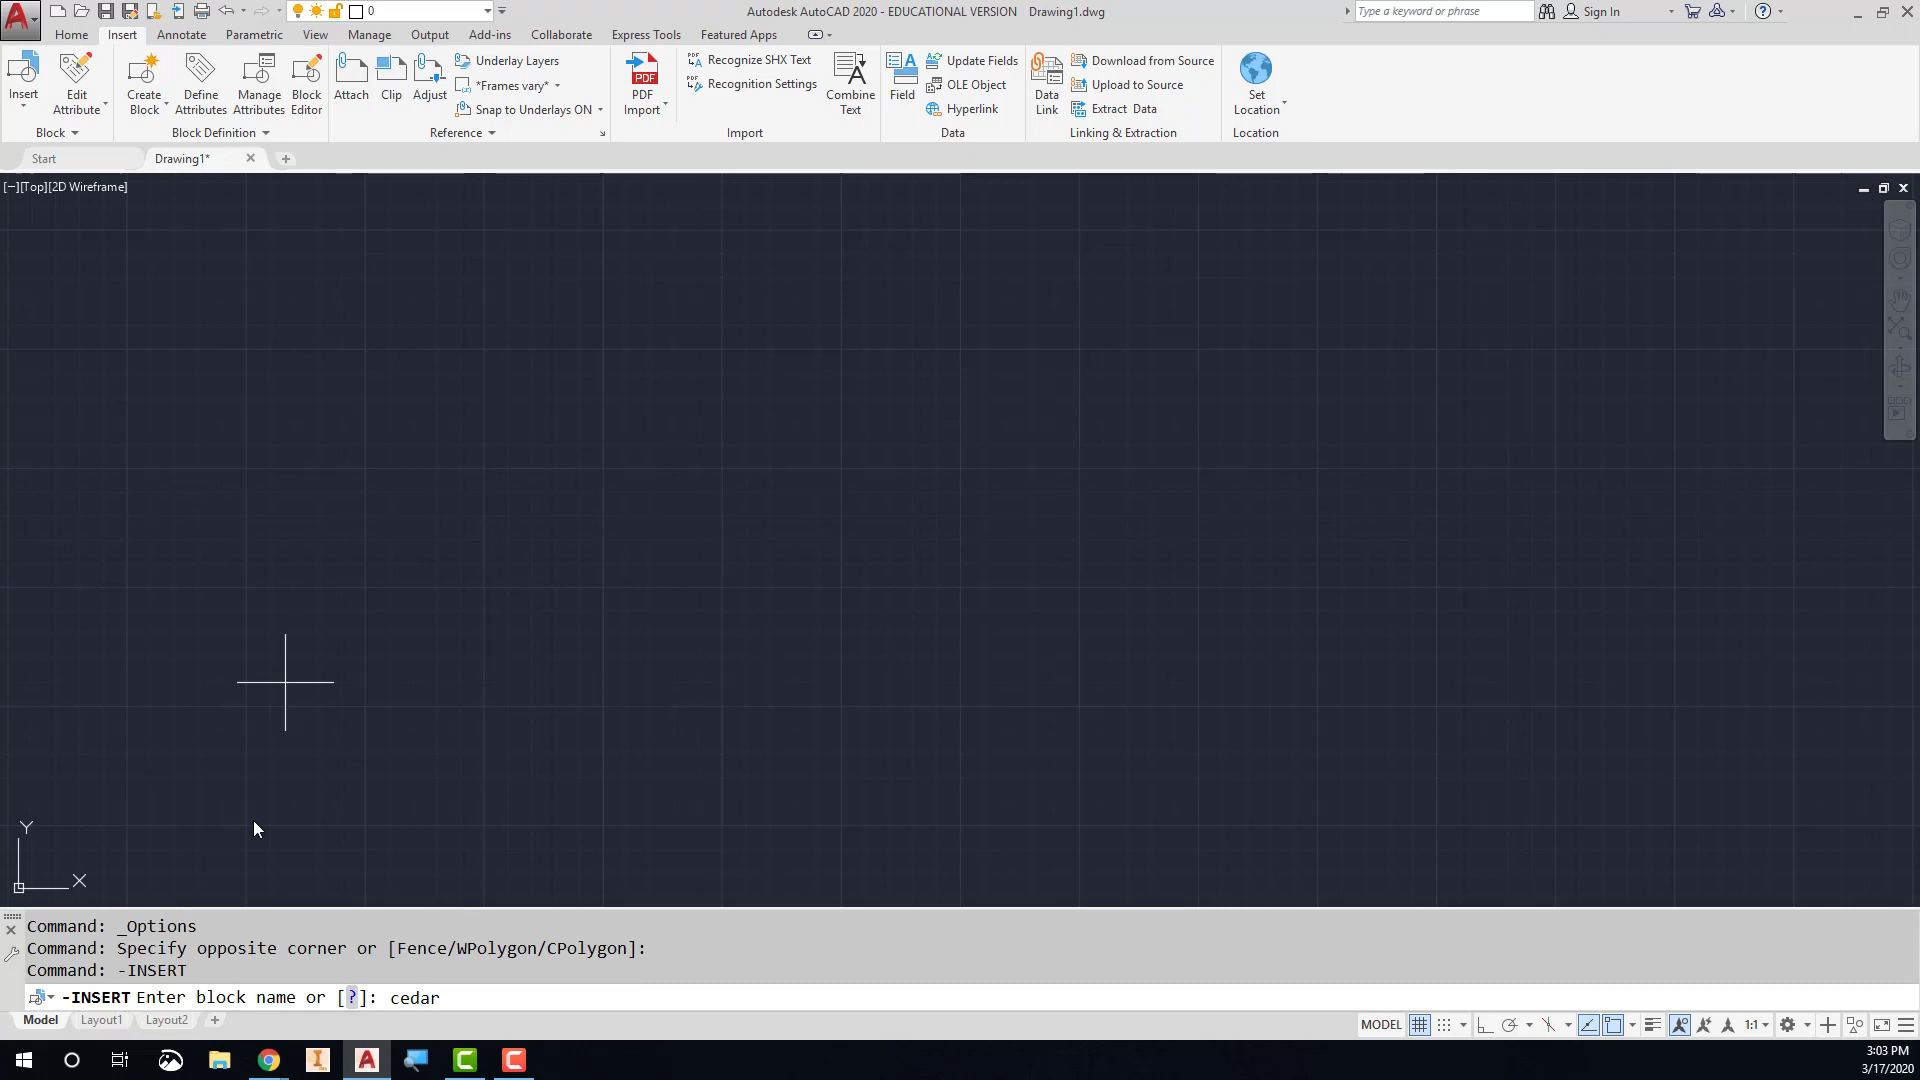 0
Autodesk AutoCAD 2020 - EDUCATIONAL VERSION Drawing1.dwg
Type a keyword or phrase
Sign In
Home Insert Annotate Parametric View Manage Output Add-ins Collaborate Express Tools Featured Apps
Insert
Edit Attribute
Block
Create Block
Define Attributes
Manage Attributes
Block Editor
Block Definition
Attach
Clip
Adjust
Underlay Layers
*Frames vary*
Snap to Underlays ON
Reference
PDF
PDF Import
Recognize SHX Text
Recognition Settings
Combine Text
Import
Field
Update Fields
OLE Object
Hyperlink
Data
Data Link
Download from Source
Upload to Source
Extract Data
Linking & Extraction
Set Location
Location
Start
Drawing1*
[−][Top][2D Wireframe]
Y
X
Command: _Options
Command: Specify opposite corner or [Fence/WPolygon/CPolygon]:
Command: -INSERT
-INSERT Enter block name or [?]: cedar
Model Layout1 Layout2
MODEL
1:1
3:03 PM
3/17/2020